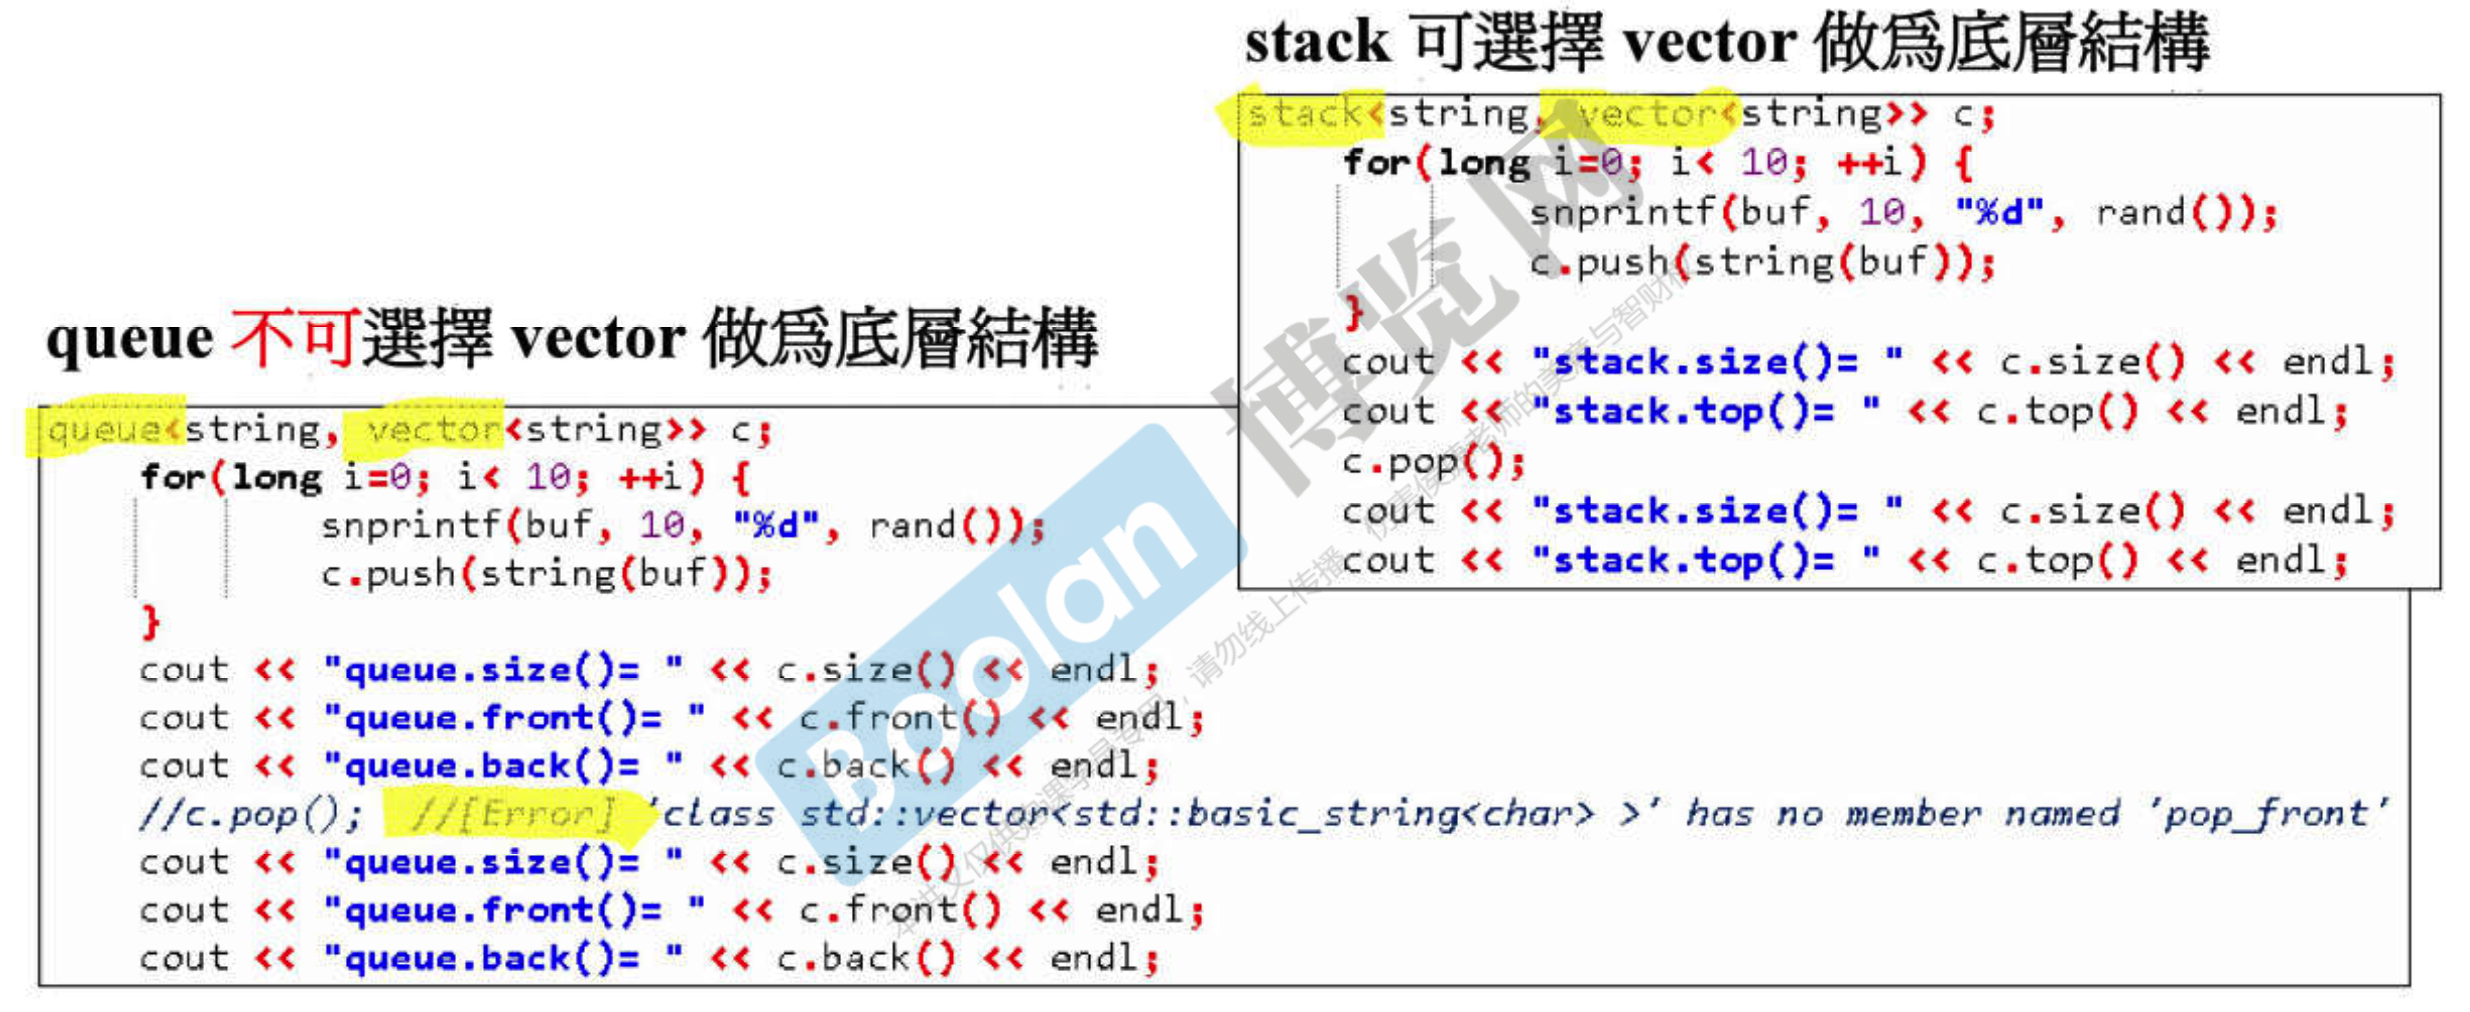 stack 可選擇 vector 做爲底層結構
stack<string, vector<string>> c;
for(long i=0; i< 10; ++i) {
snprintf(buf, 10, "%d", rand());
c.push(string(buf));
}
cout << "stack.size()= " << c.size() << endl;
cout << "stack.top()= " << c.top() << endl;
c.pop();
cout << "stack.size()= " << c.size() << endl;
cout << "stack.top()= " << c.top() << endl;
queue 不可選擇 vector 做爲底層結構
queue<string, vector<string>> c;
for(long i=0; i< 10; ++i) {
snprintf(buf, 10, "%d", rand());
c.push(string(buf));
}
cout << "queue.size()= " << c.size() << endl;
cout << "queue.front()= " << c.front() << endl;
cout << "queue.back()= " << c.back() << endl;
//c.pop(); //[Error] 'class std::vector<std::basic_string<char> >' has no member named 'pop_front'
cout << "queue.size()= " << c.size() << endl;
cout << "queue.front()= " << c.front() << endl;
cout << "queue.back()= " << c.back() << endl;
Boolan 博览网